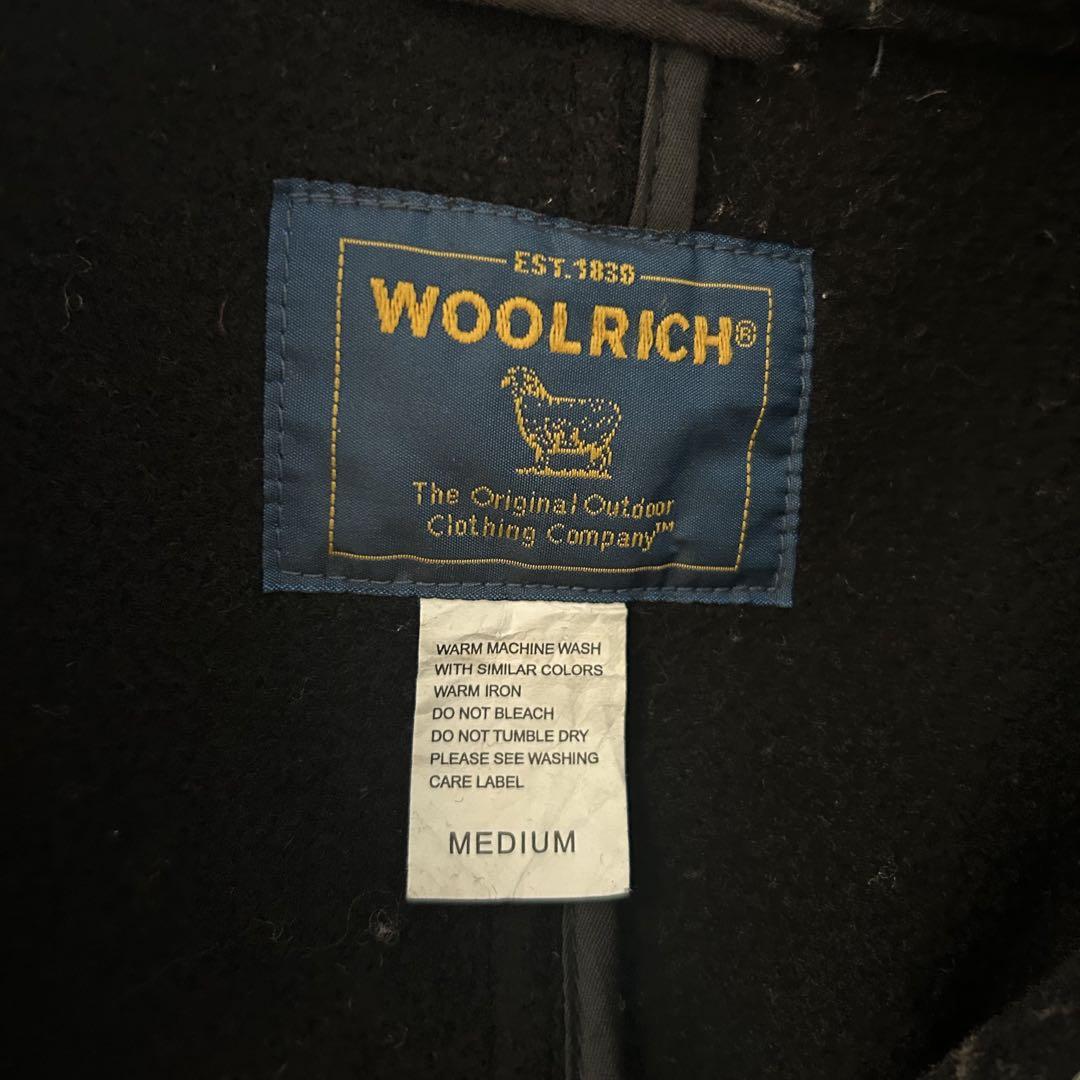 EST.1830
WOOLRICH®
The Original Outdoor
Clothing Company™
WARM MACHINE WASH
WITH SIMILAR COLORS
WARM IRON
DO NOT BLEACH
DO NOT TUMBLE DRY
PLEASE SEE WASHING
CARE LABEL
MEDIUM